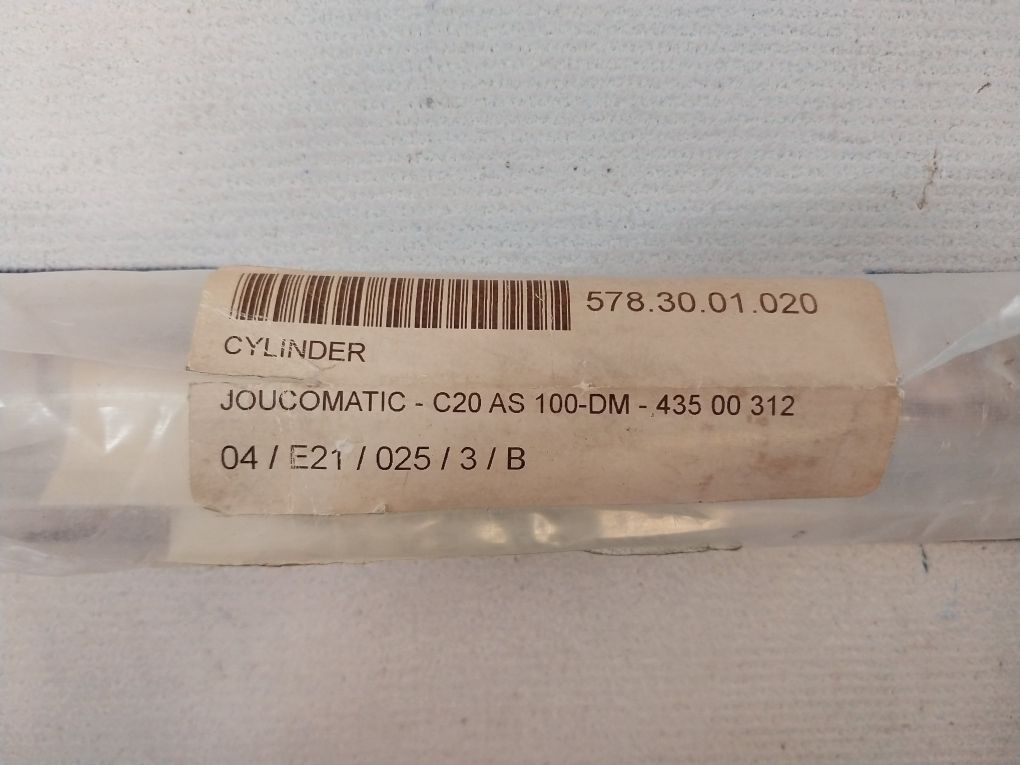 578.30.01.020
CYLINDER
JOUCOMATIC - C20 AS 100-DM - 435 00 312
04 / E21 / 025 / 3 / B